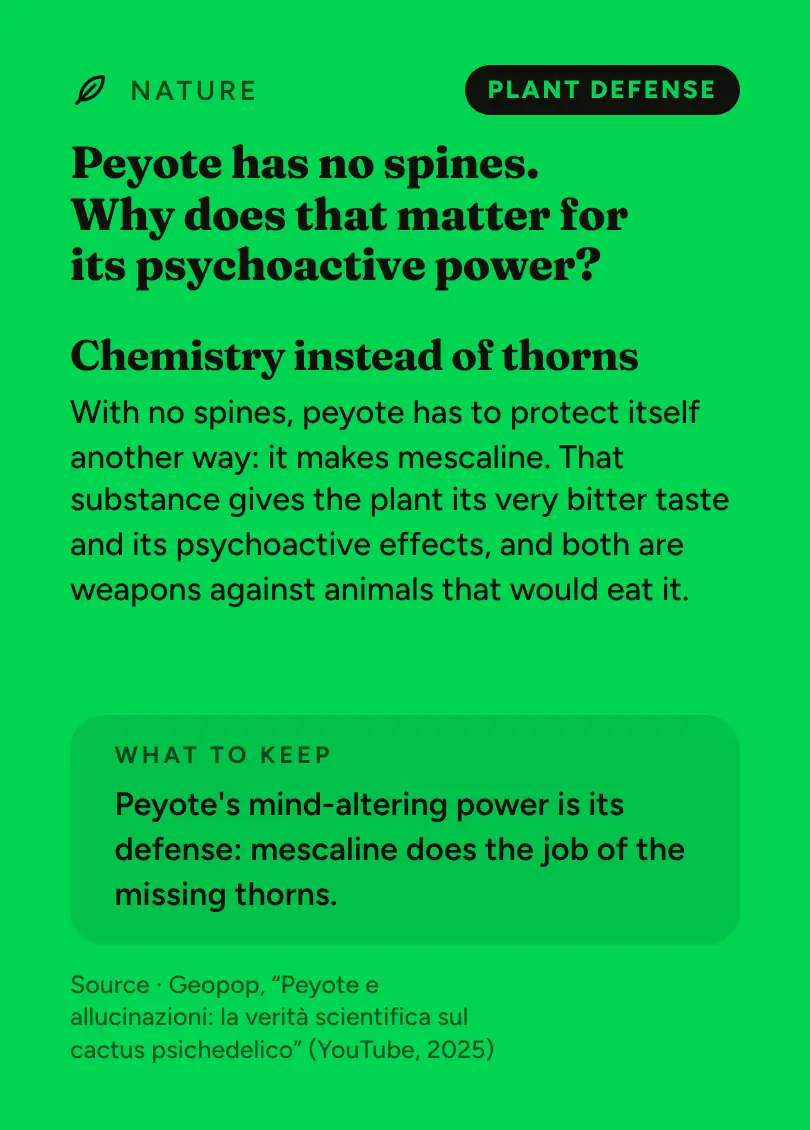 NATURE
PLANT DEFENSE
Peyote has no spines.
Why does that matter for
its psychoactive power?
Chemistry instead of thorns
With no spines, peyote has to protect itself
another way: it makes mescaline. That
substance gives the plant its very bitter taste
and its psychoactive effects, and both are
weapons against animals that would eat it.
WHAT TO KEEP
Peyote's mind-altering power is its
defense: mescaline does the job of the
missing thorns.
Source · Geopop, “Peyote e
allucinazioni: la verità scientifica sul
cactus psichedelico” (YouTube, 2025)